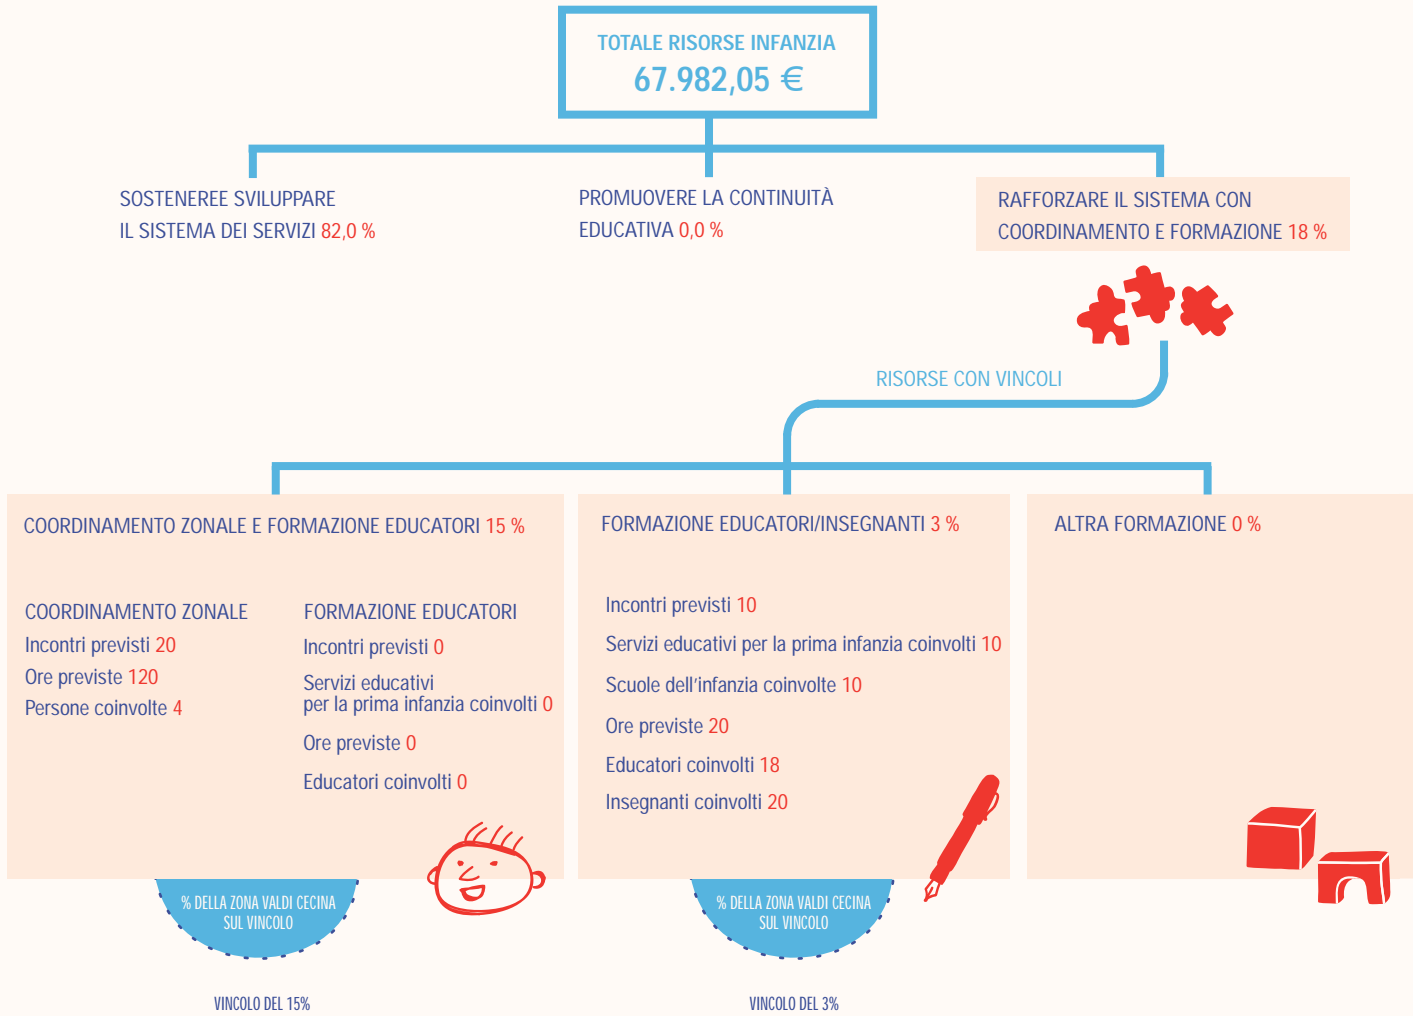 TOTALE RISORSE INFANZIA
67.982,05 €
SOSTENEREE SVILUPPARE
IL SISTEMA DEI SERVIZI 82,0 %
PROMUOVERE LA CONTINUITÀ
EDUCATIVA 0,0 %
RAFFORZARE IL SISTEMA CON
COORDINAMENTO E FORMAZIONE 18 %
RISORSE CON VINCOLI
COORDINAMENTO ZONALE E FORMAZIONE EDUCATORI 15 %
COORDINAMENTO ZONALE
Incontri previsti 20
Ore previste 120
Persone coinvolte 4
FORMAZIONE EDUCATORI
Incontri previsti 0
Servizi educativi
per la prima infanzia coinvolti 0
Ore previste 0
Educatori coinvolti 0
FORMAZIONE EDUCATORI/INSEGNANTI 3 %
Incontri previsti 10
Servizi educativi per la prima infanzia coinvolti 10
Scuole dell'infanzia coinvolte 10
Ore previste 20
Educatori coinvolti 18
Insegnanti coinvolti 20
ALTRA FORMAZIONE 0 %
% DELLA ZONA VALDI CECINA
SUL VINCOLO
VINCOLO DEL 15%
% DELLA ZONA VALDI CECINA
SUL VINCOLO
VINCOLO DEL 3%